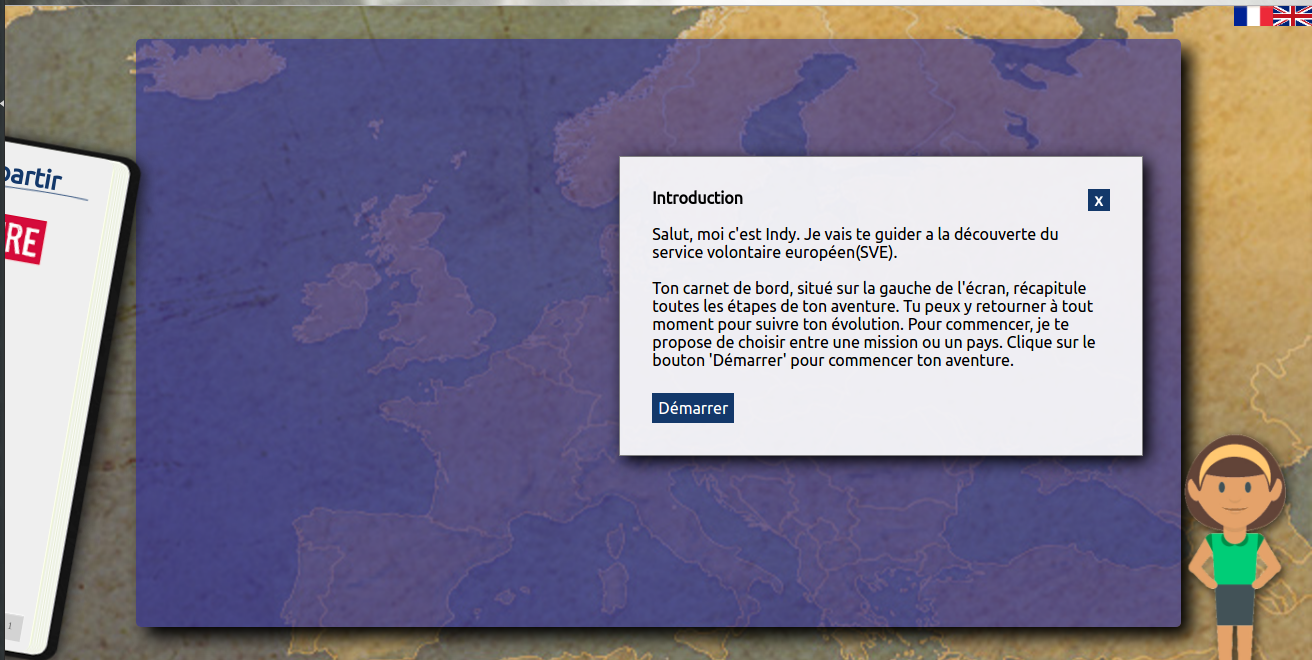 partir
RE
Introduction
X
Salut, moi c'est Indy. Je vais te guider a la découverte du
service volontaire européen(SVE).
Ton carnet de bord, situé sur la gauche de l'écran, récapitule
toutes les étapes de ton aventure. Tu peux y retourner à tout
moment pour suivre ton évolution. Pour commencer, je te
propose de choisir entre une mission ou un pays. Clique sur le
bouton 'Démarrer' pour commencer ton aventure.
Démarrer
1